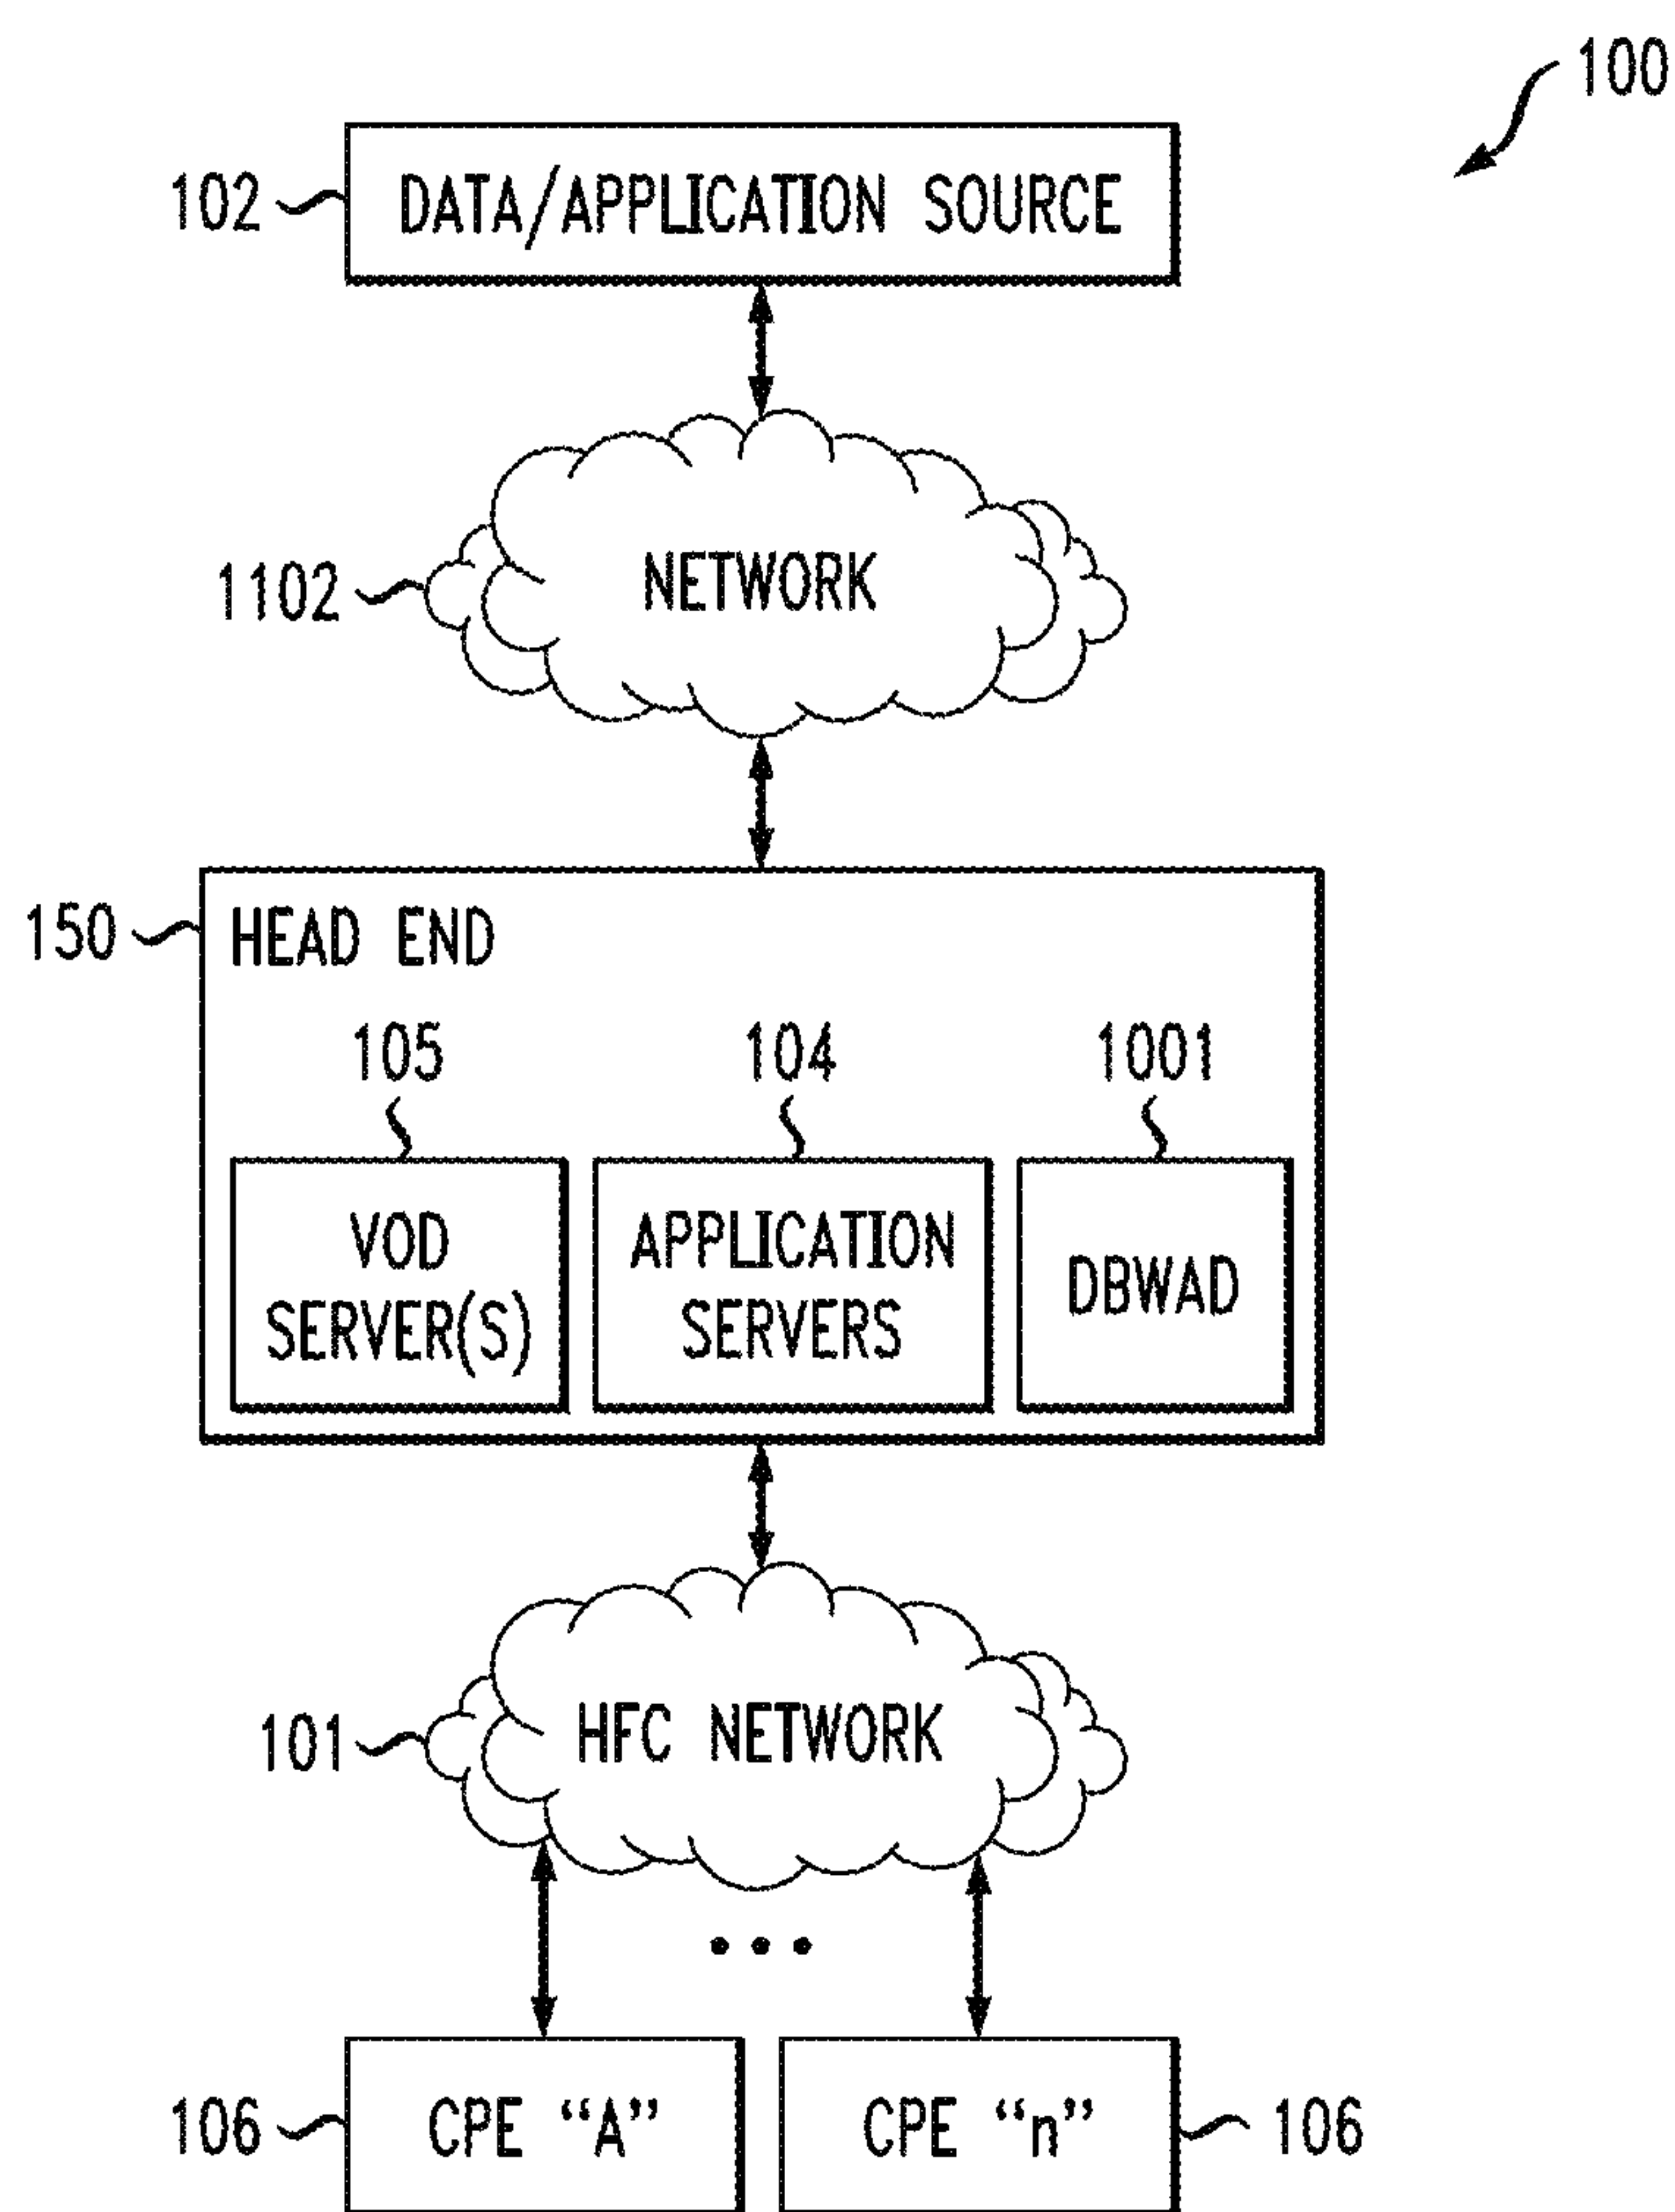 100
102
DATA/APPLICATION SOURCE
1102
NETWORK
150
HEAD END
105
104
1001
VOD
SERVER(S)
APPLICATION
SERVERS
DBWAD
101
HFC NETWORK
106
CPE “A”
CPE “n”
106